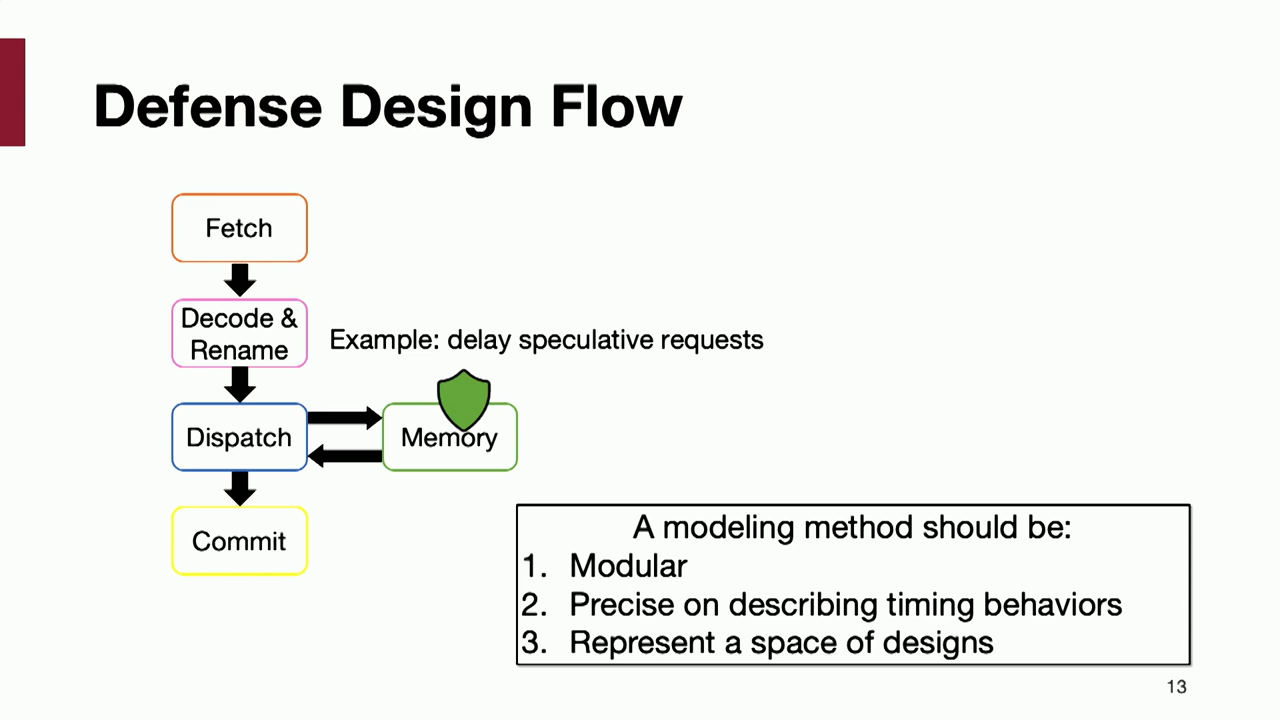 Defense Design Flow
Fetch
Decode &
Rename
Example: delay speculative requests
Dispatch
Memory
Commit
A modeling method should be:
1. Modular
2. Precise on describing timing behaviors
3. Represent a space of designs
13